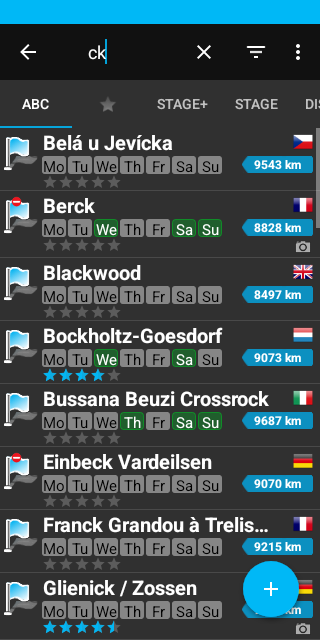 ck
ABC
STAGE+
STAGE
DIS
Belá u Jevícka
Mo Tu We Th Fr Sa Su
9543 km
Berck
Mo Tu We Th Fr Sa Su
8828 km
Blackwood
Mo Tu We Th Fr Sa Su
8497 km
Bockholtz-Goesdorf
Mo Tu We Th Fr Sa Su
9073 km
Bussana Beuzi Crossrock
Mo Tu We Th Fr Sa Su
9687 km
Einbeck Vardeilsen
Mo Tu We Th Fr Sa Su
9070 km
Franck Grandou à Trelis...
Mo Tu We Th Fr Sa Su
9215 km
Glienick / Zossen
Mo Tu We Th Fr Sa Su